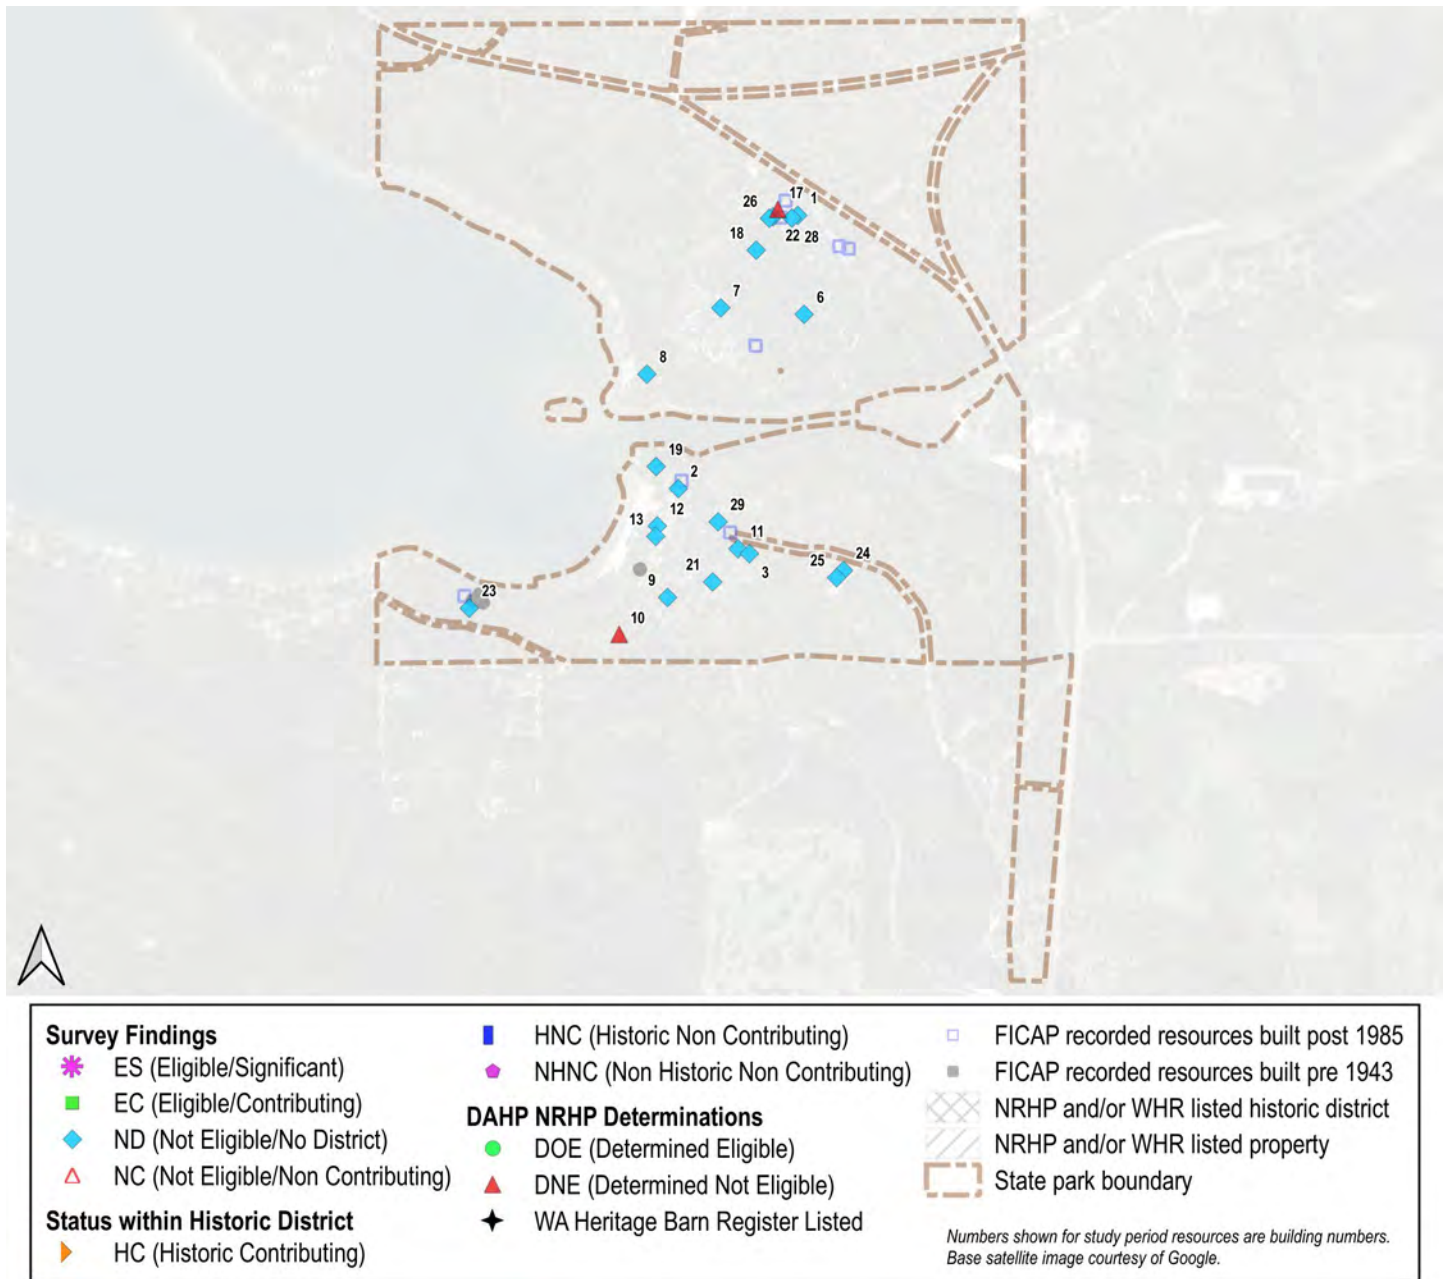 17
1
26
22
28
18
7
6
8
19
2
12
29
13
11
24
25
3
21
9
23
10
Survey Findings
ES (Eligible/Significant)
EC (Eligible/Contributing)
ND (Not Eligible/No District)
NC (Not Eligible/Non Contributing)
Status within Historic District
HC (Historic Contributing)
HNC (Historic Non Contributing)
NHNC (Non Historic Non Contributing)
DAHP NRHP Determinations
DOE (Determined Eligible)
DNE (Determined Not Eligible)
WA Heritage Barn Register Listed
FICAP recorded resources built post 1985
FICAP recorded resources built pre 1943
NRHP and/or WHR listed historic district
NRHP and/or WHR listed property
State park boundary
Numbers shown for study period resources are building numbers.
Base satellite image courtesy of Google.